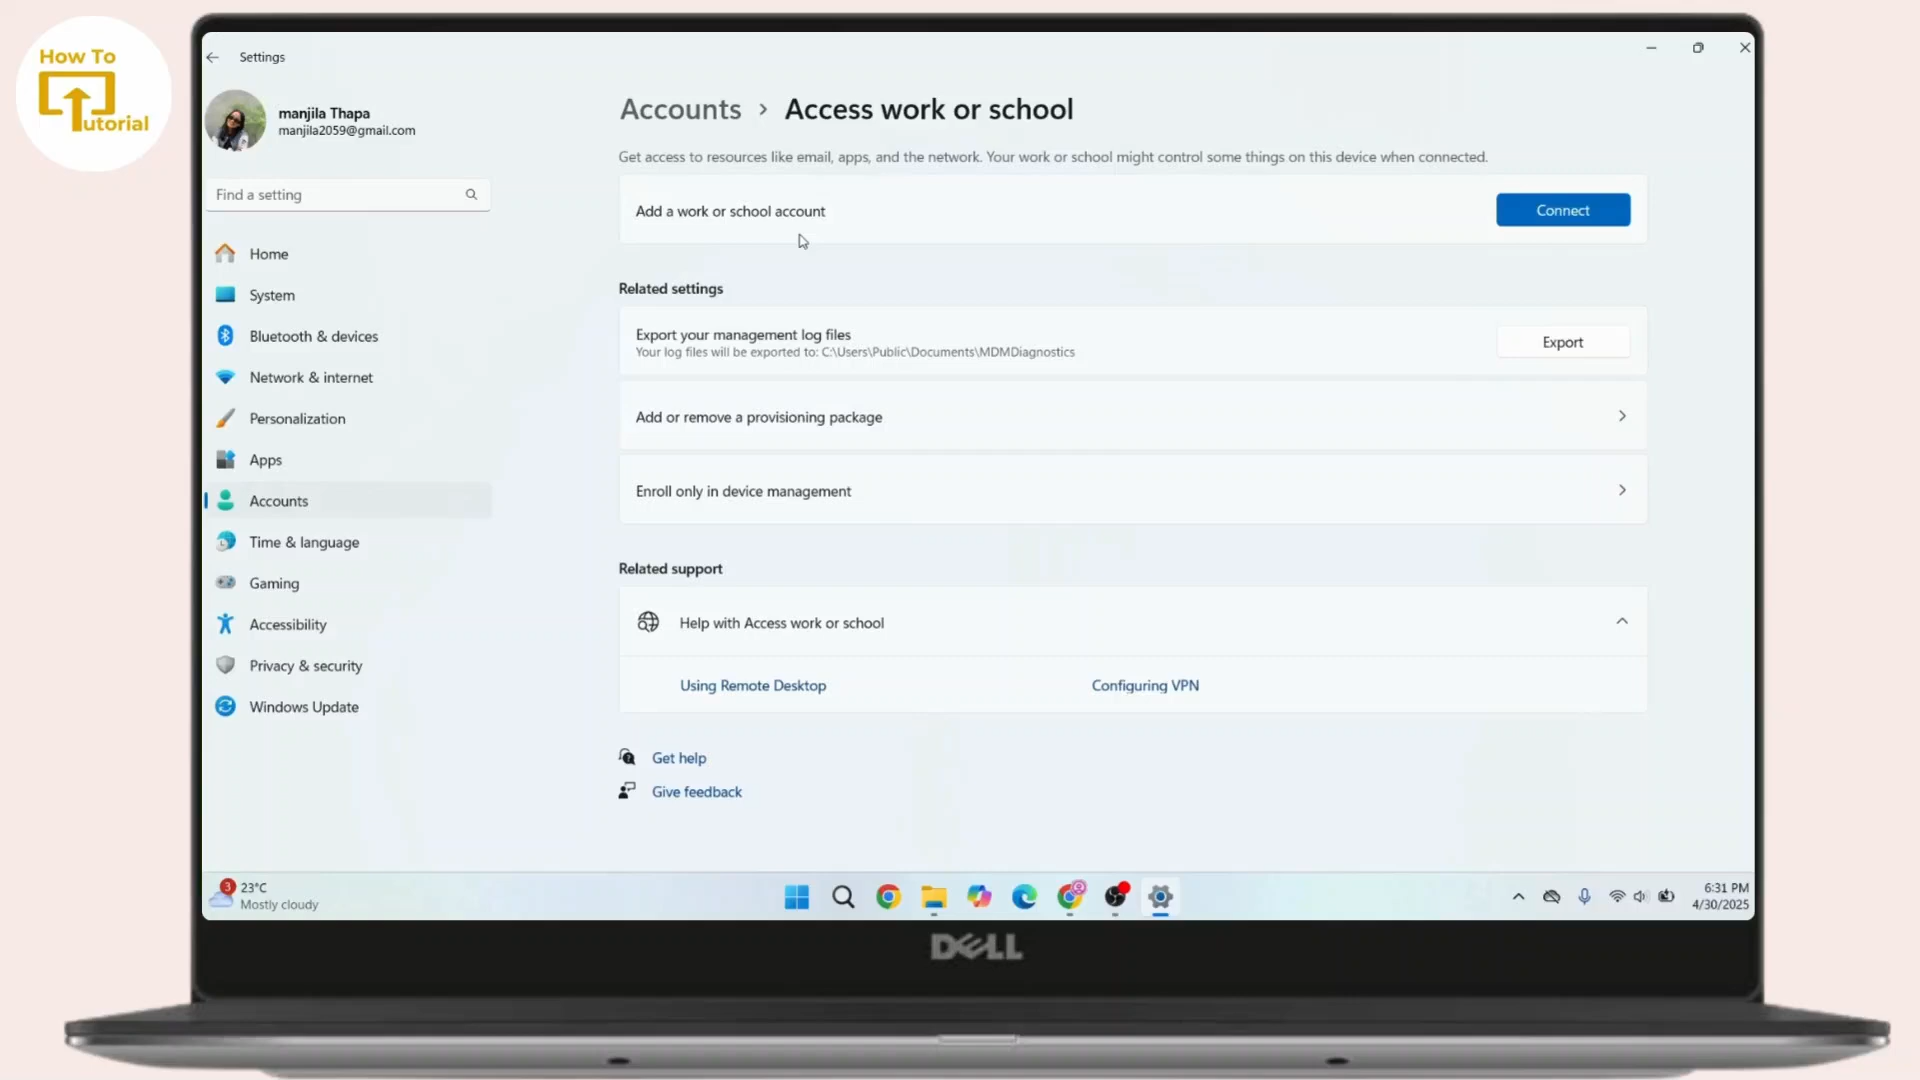 How To
Tutorial
Settings
manjila Thapa
manjila2059@gmail.com
Find a setting
Home
System
Bluetooth & devices
Network & internet
Personalization
Apps
Accounts
Time & language
Gaming
Accessibility
Privacy & security
Windows Update
Accounts > Access work or school
Get access to resources like email, apps, and the network. Your work or school might control some things on this device when connected.
Add a work or school account
Connect
Related settings
Export your management log files
Your log files will be exported to: C:\Users\Public\Documents\MDMDiagnostics
Export
Add or remove a provisioning package
Enroll only in device management
Related support
Help with Access work or school
Using Remote Desktop
Configuring VPN
Get help
Give feedback
3
23°C
Mostly cloudy
6:31 PM
4/30/2025
DELL